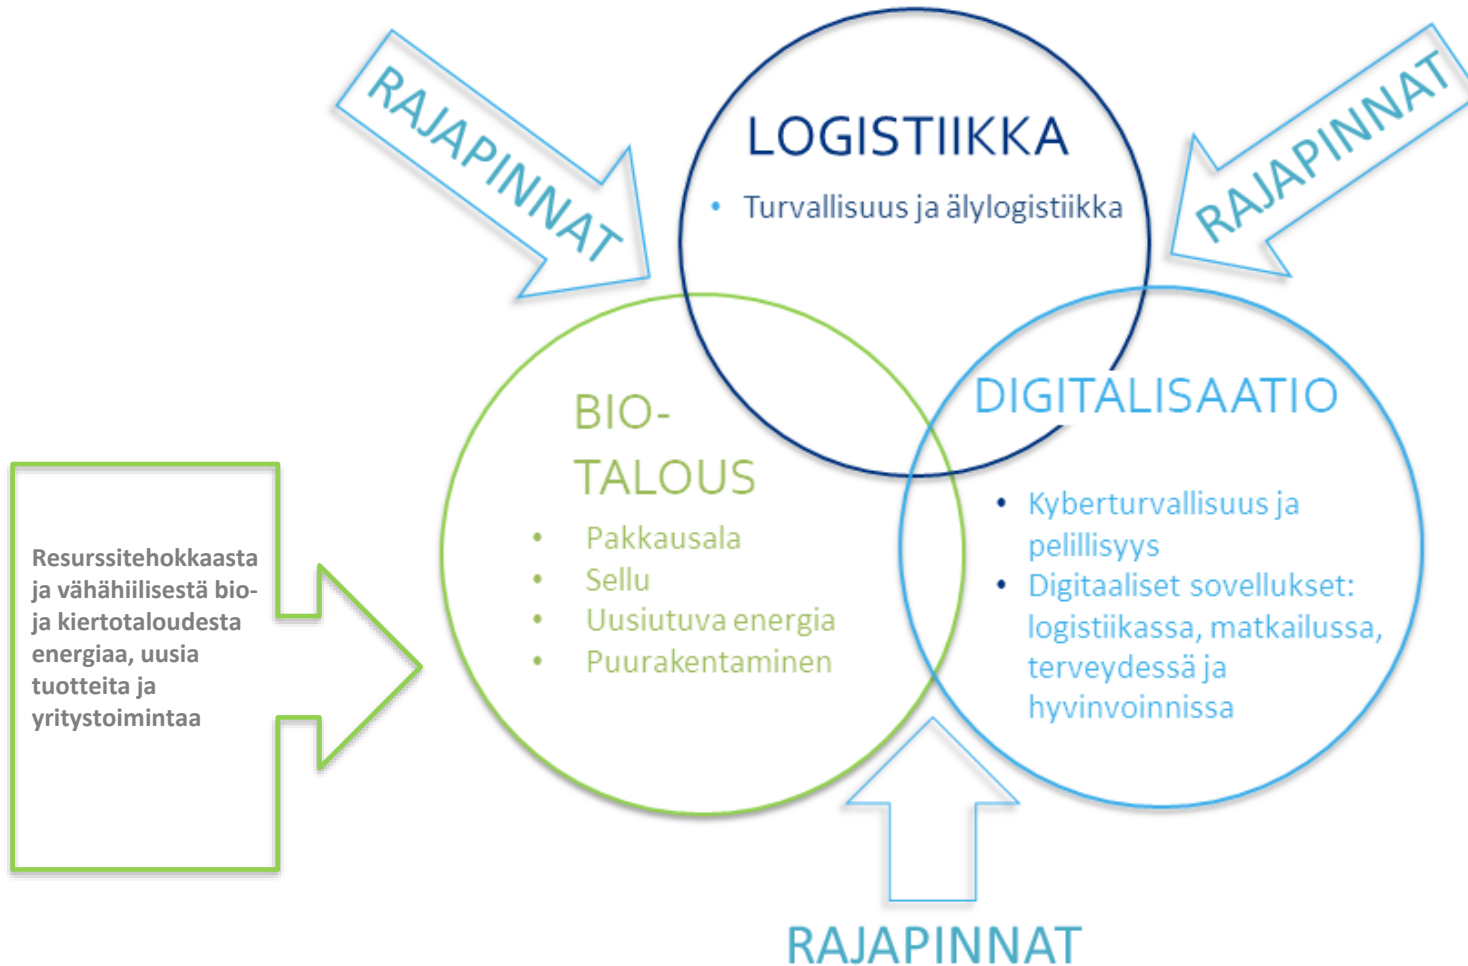 RAJAPINNAT
RAJAPINNAT
LOGISTIIKKA
• Turvallisuus ja älylogistiikka
BIO-
TALOUS
• Pakkausala
• Sellu
• Uusiutuva energia
• Puurakentaminen
DIGITALISAATIO
• Kyberturvallisuus ja
pelillisyys
• Digitaaliset sovellukset:
logistiikassa, matkailussa,
terveydessä ja
hyvinvoinnissa
Resurssitehokkaasta
ja vähähiilisestä bio-
ja kiertotaloudesta
energiaa, uusia
tuotteita ja
yritystoimintaa
RAJAPINNAT